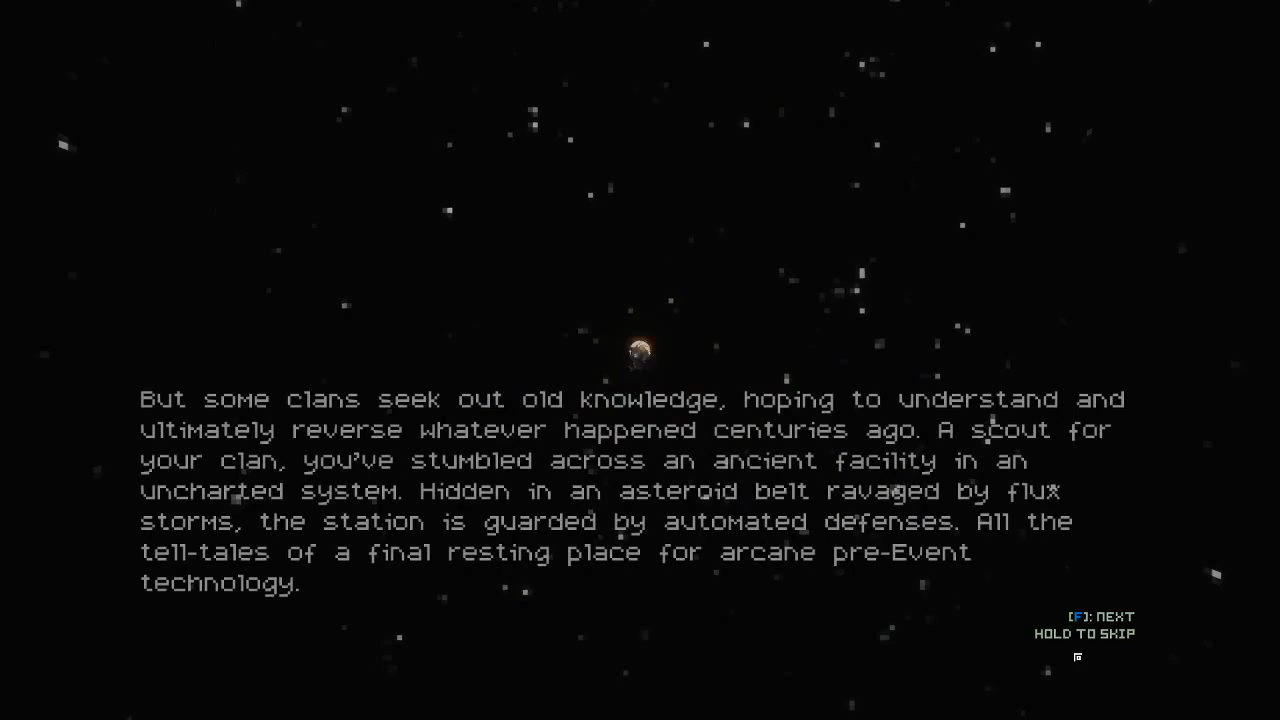 But some clans seek out old knowledge, hoping to understand and
ultimately reverse whatever happened centuries ago. A scout for
your clan, you've stumbled across an ancient facility in an
uncharted system. Hidden in an asteroid belt ravaged by flux
storms, the station is guarded by automated defenses. All the
tell-tales of a final resting place for arcane pre-Event
technology.
[F]: NEXT
HOLD TO SKIP